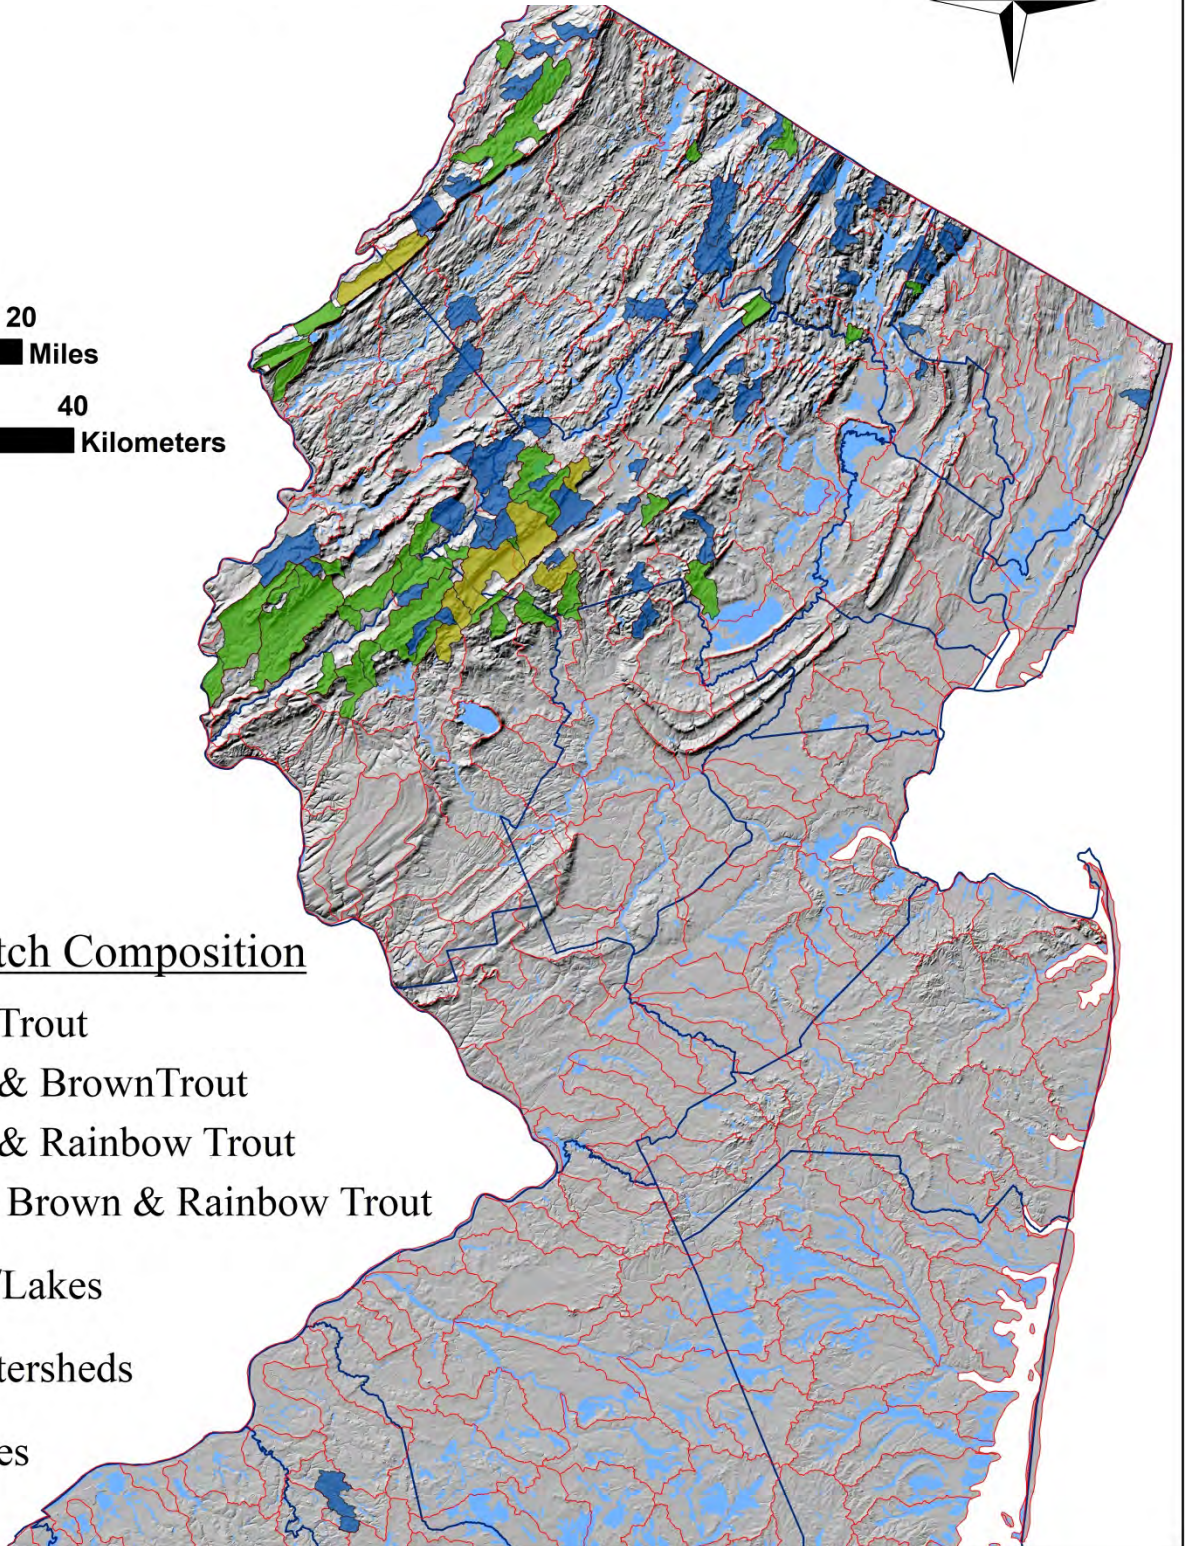 20
Miles
40
Kilometers
tch Composition
Trout
& BrownTrout
& Rainbow Trout
Brown & Rainbow Trout
/Lakes
tersheds
es